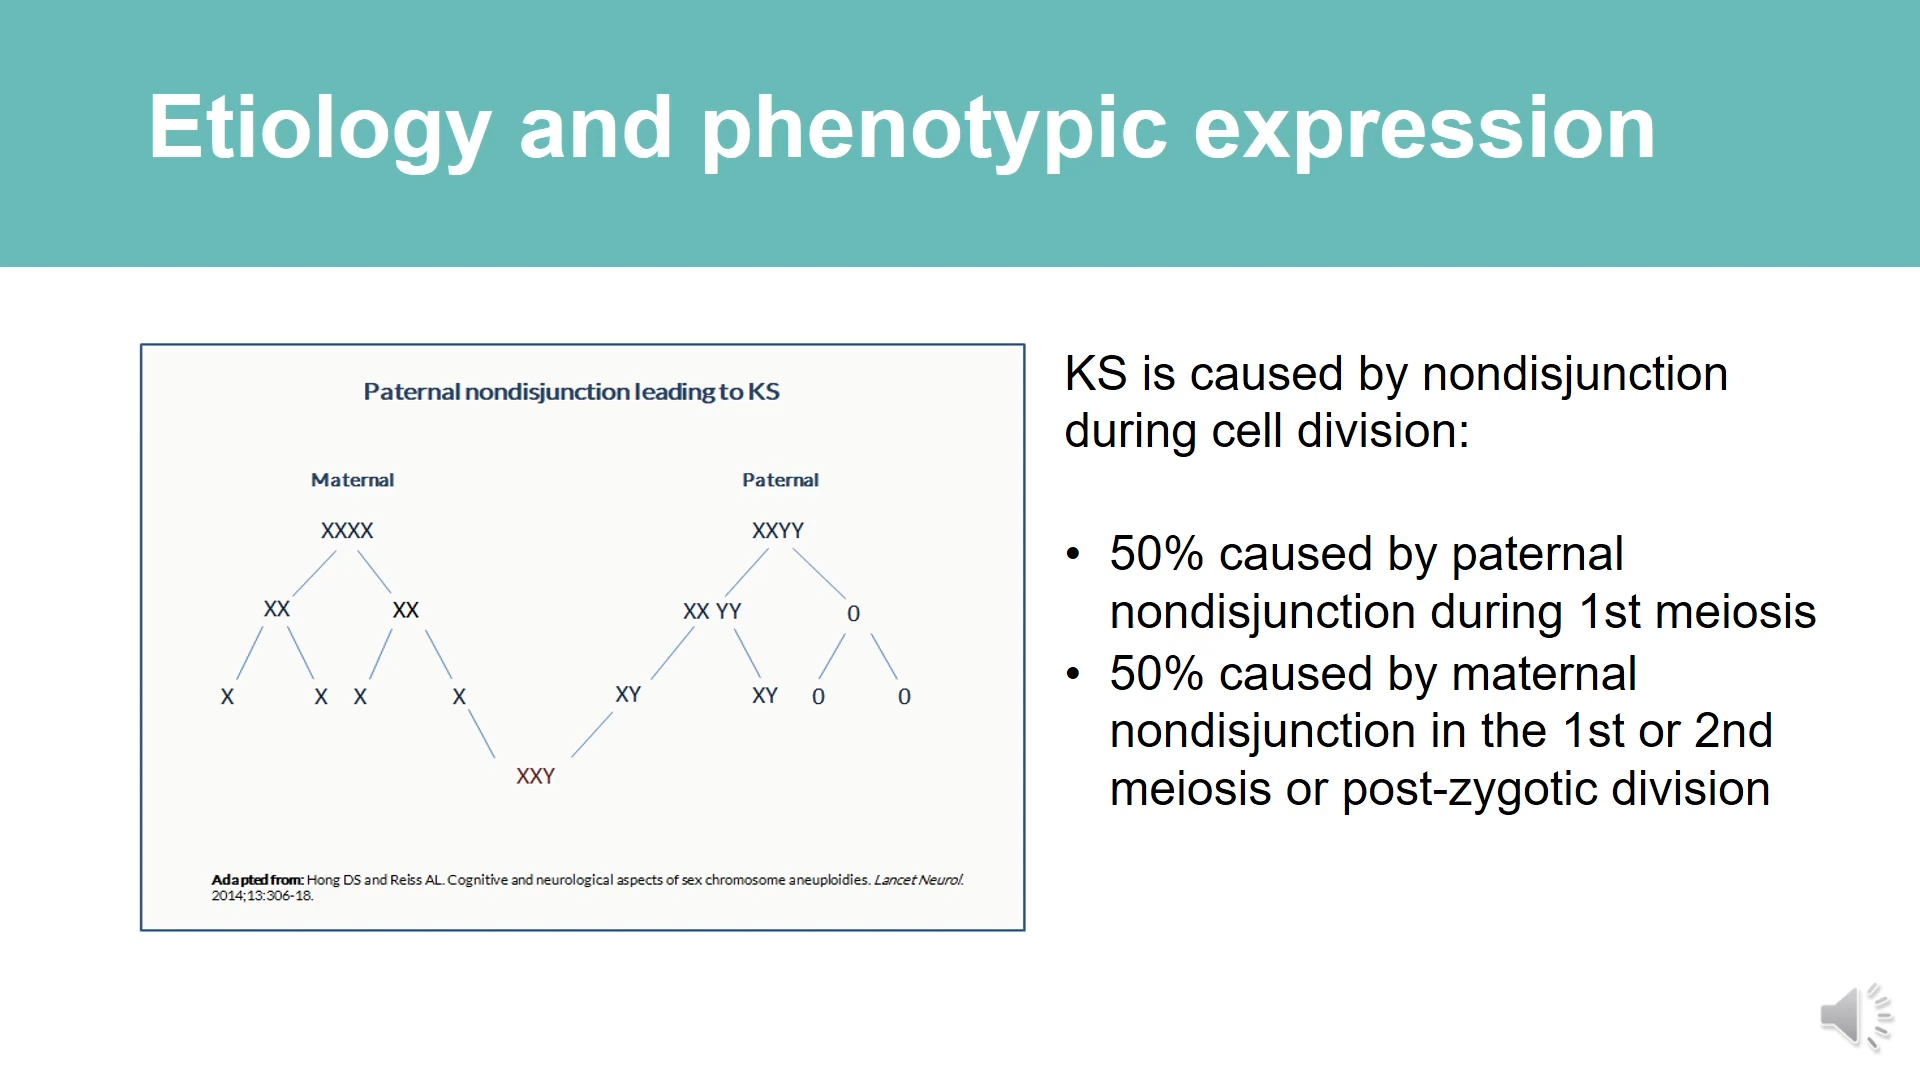 Etiology and phenotypic expression
Paternal nondisjunction leading to KS
Maternal
Paternal
XXXX
XXYY
XX
XX
XX YY
0
X
X
X
X
XY
XY
0
0
XXY
Adapted from: Hong DS and Reiss AL. Cognitive and neurological aspects of sex chromosome aneuploidies. Lancet Neurol.
2014;13:306-18.
KS is caused by nondisjunction
during cell division:
• 50% caused by paternal
nondisjunction during 1st meiosis
• 50% caused by maternal
nondisjunction in the 1st or 2nd
meiosis or post-zygotic division